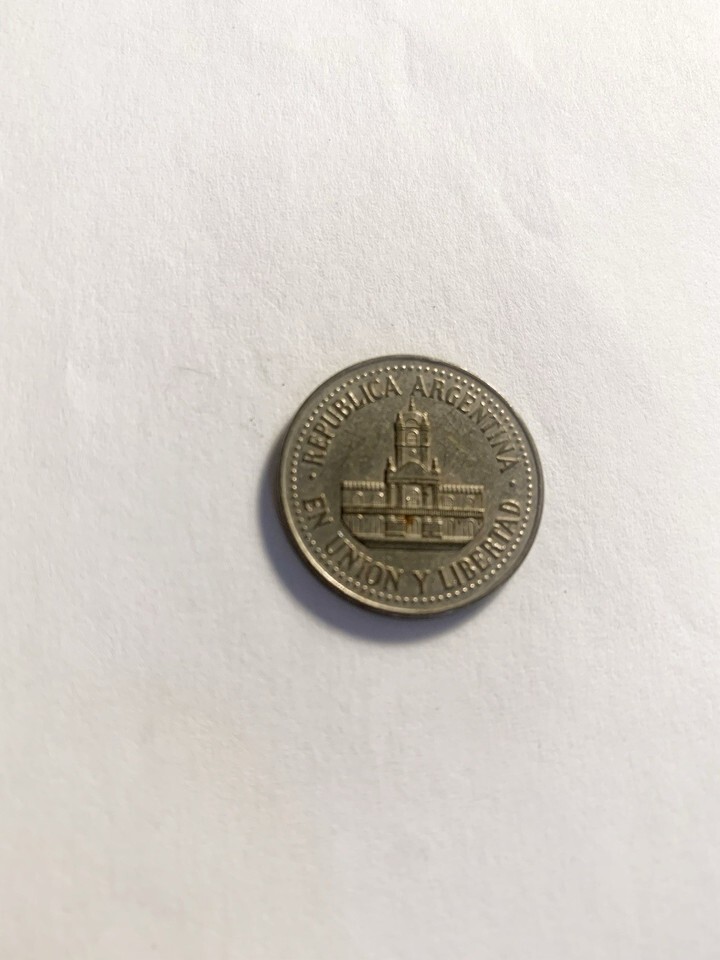 · REPUBLICA ARGENTINA ·
EN UNION Y LIBERTAD